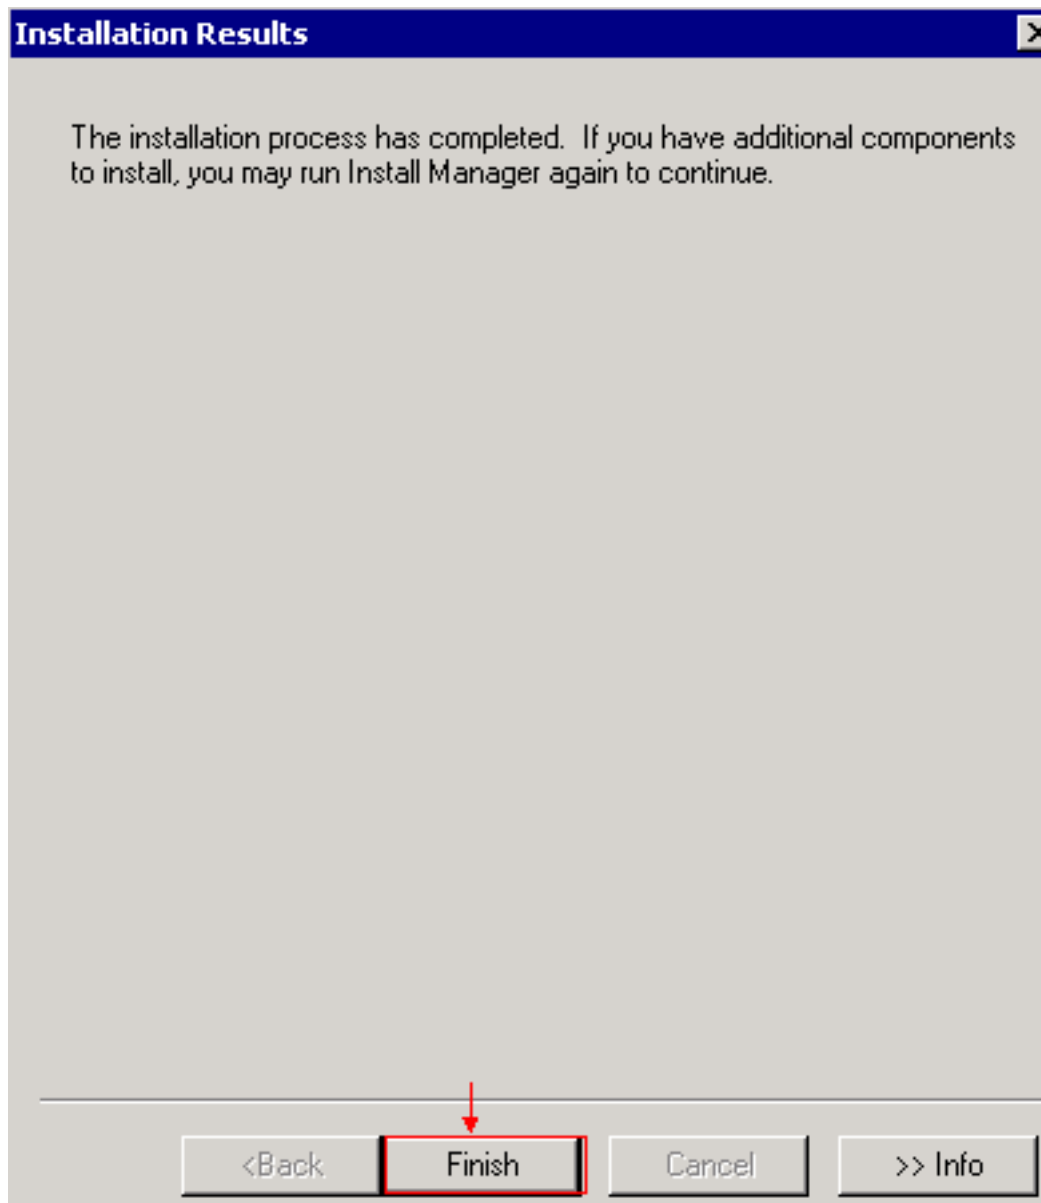 Installation Results
The installation process has completed.  If you have additional components
to install, you may run Install Manager again to continue.
<Back Finish Cancel >> Info